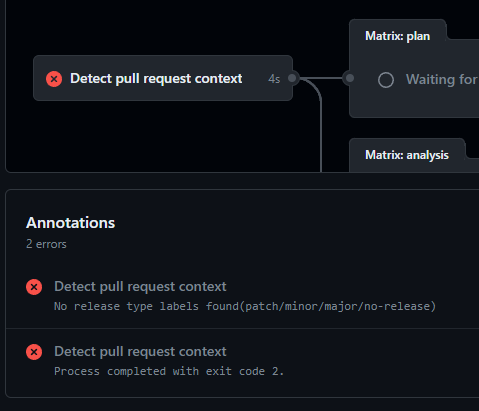 Matrix: plan
Detect pull request context 4s
Waiting for
Matrix: analysis
Annotations
2 errors
Detect pull request context
No release type labels found(patch/minor/major/no-release)
Detect pull request context
Process completed with exit code 2.